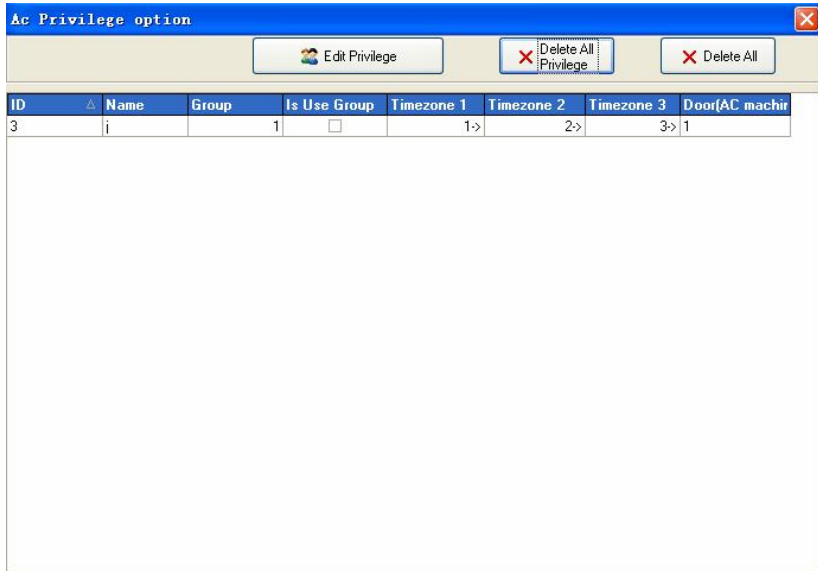 Ac Privilege option
Edit Privilege
Delete All
Privilege
Delete All
ID Name Group Is Use Group Timezone 1 Timezone 2 Timezone 3 Door(AC machin
3 j 1 1-> 2-> 3-> 1